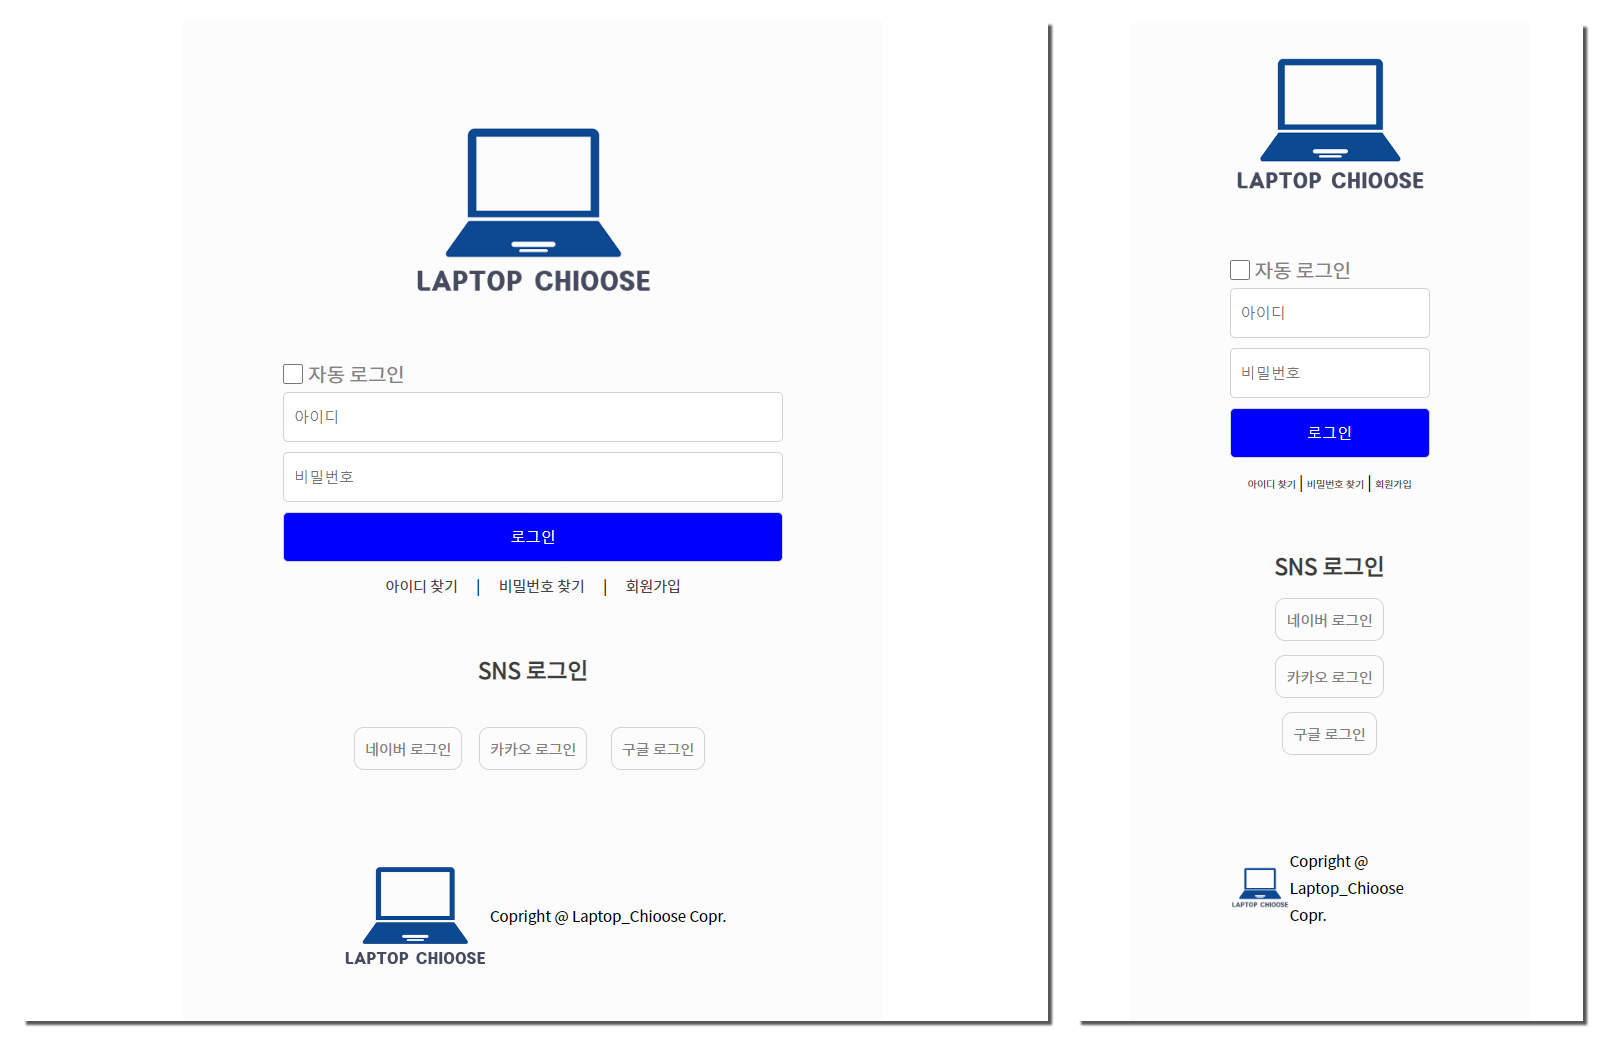 LAPTOP CHIOOSE
자동 로그인
아이디
비밀번호
로그인
아이디 찾기 | 비밀번호 찾기 | 회원가입
SNS 로그인
네이버 로그인 카카오 로그인 구글 로그인
LAPTOP CHIOOSE
Copright @ Laptop_Chioose Copr.
LAPTOP CHIOOSE
자동 로그인
아이디
비밀번호
로그인
아이디 찾기 | 비밀번호 찾기 | 회원가입
SNS 로그인
네이버 로그인
카카오 로그인
구글 로그인
LAPTOP CHIOOSE
Copright @
Laptop_Chioose
Copr.